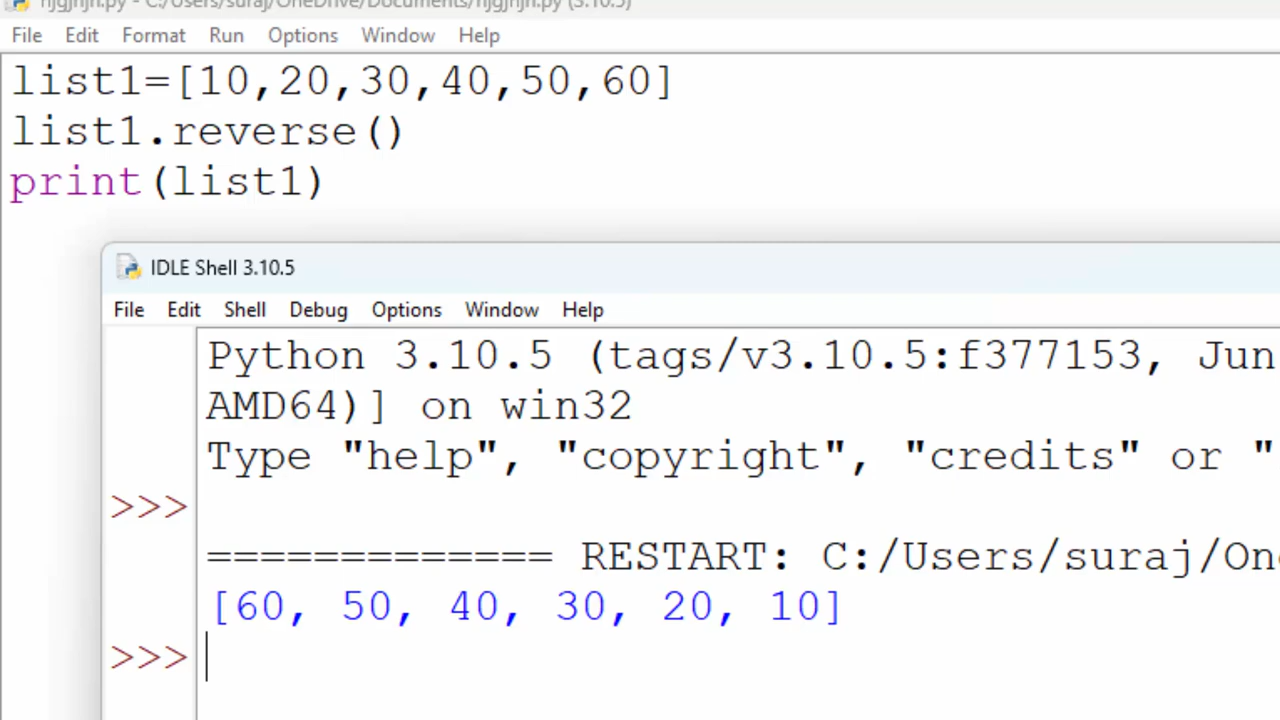 File Edit Format Run Options Window Help
list1=[10,20,30,40,50,60]
list1.reverse()
print(list1)
IDLE Shell 3.10.5
File Edit Shell Debug Options Window Help
Python 3.10.5 (tags/v3.10.5:f377153, Jun
AMD64)] on win32
Type "help", "copyright", "credits" or "
>>>
============= RESTART: C:/Users/suraj/On
[60, 50, 40, 30, 20, 10]
>>>